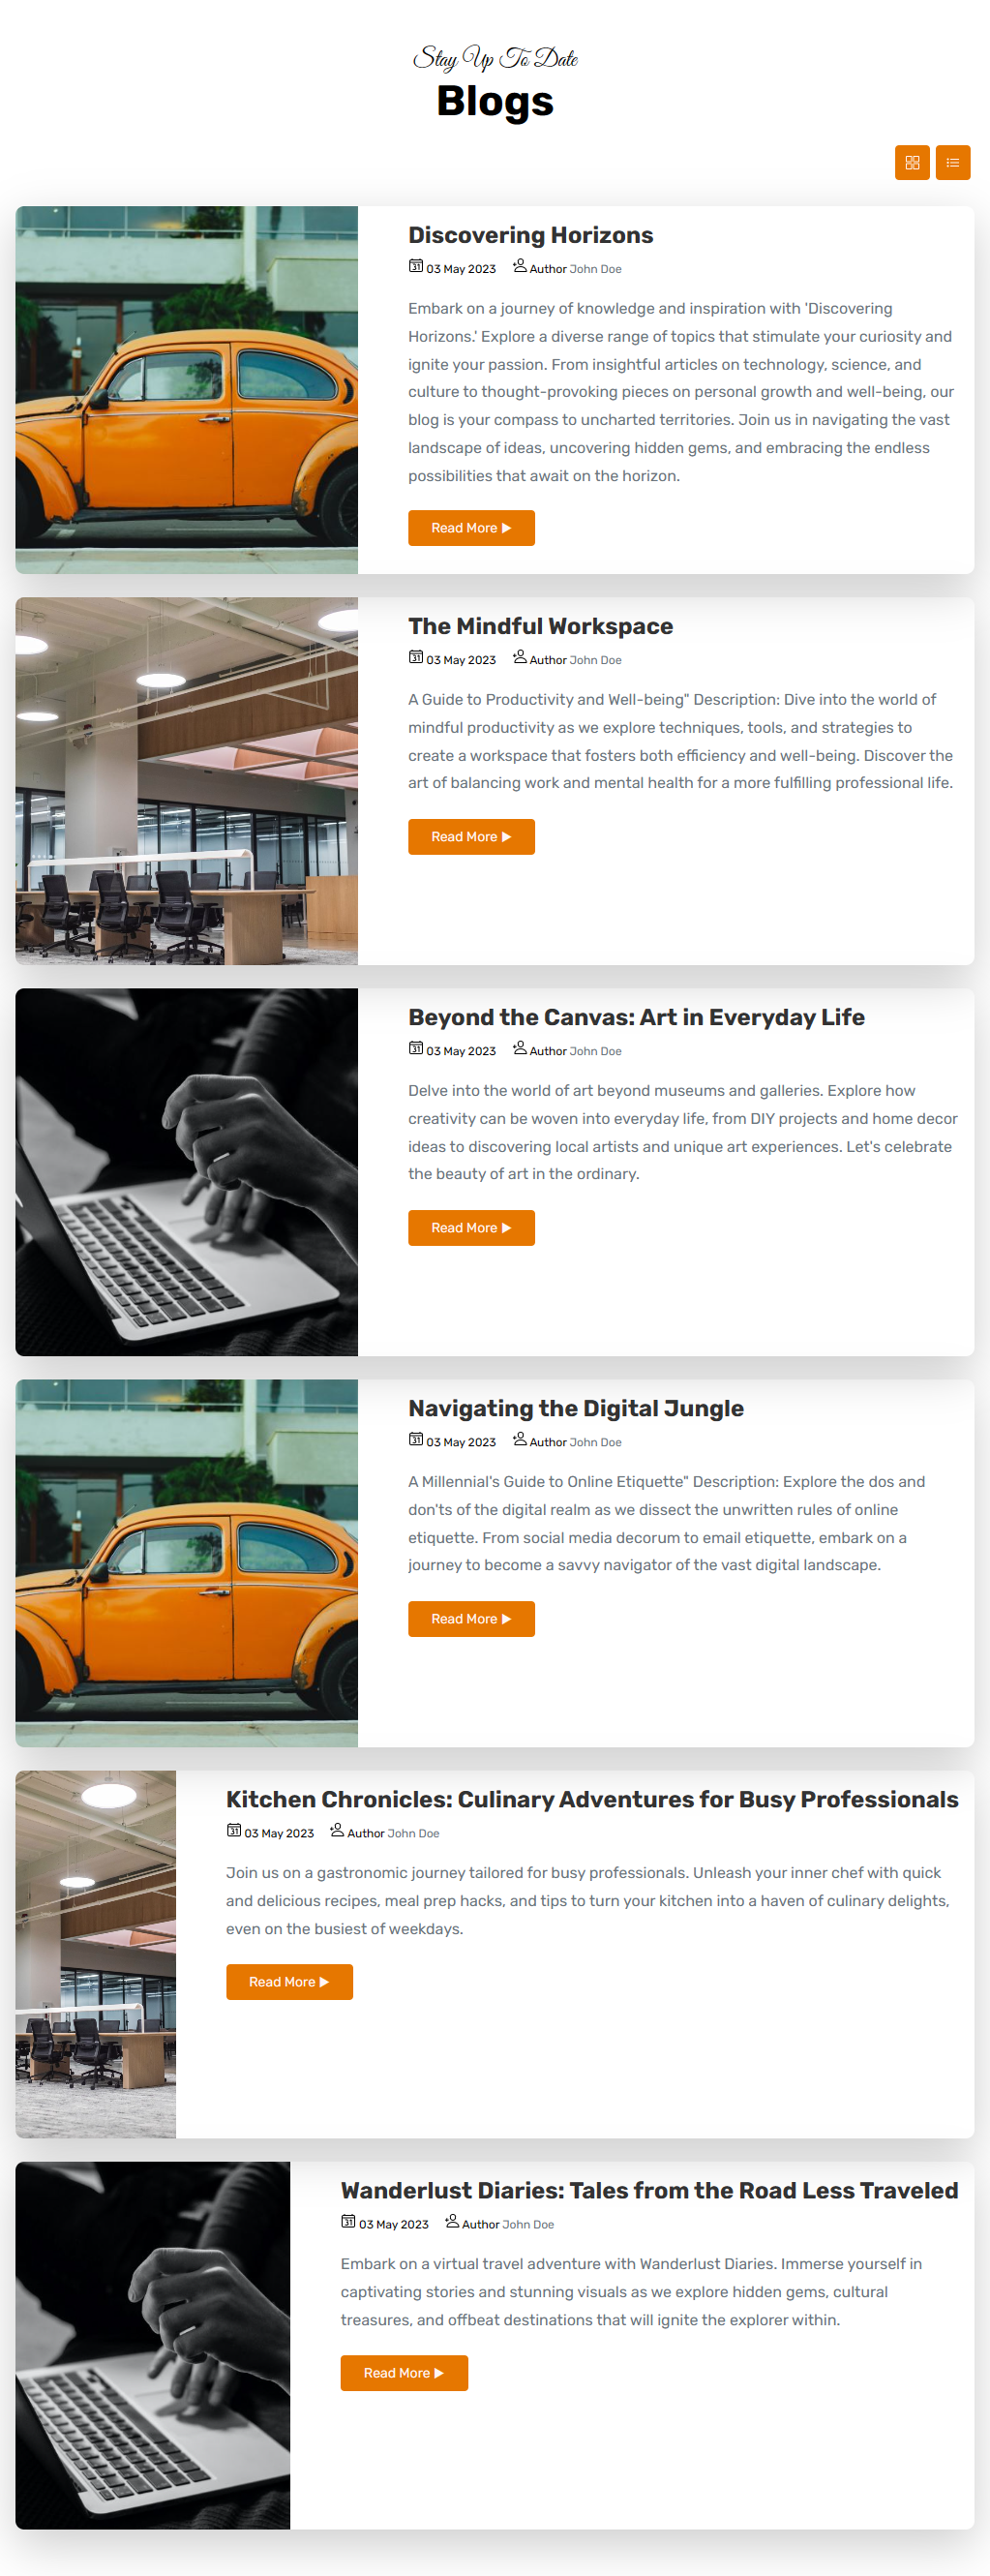 Stay Up To Date
Blogs
Discovering Horizons
03 May 2023 Author John Doe
Embark on a journey of knowledge and inspiration with 'Discovering
Horizons.' Explore a diverse range of topics that stimulate your curiosity and
ignite your passion. From insightful articles on technology, science, and
culture to thought-provoking pieces on personal growth and well-being, our
blog is your compass to uncharted territories. Join us in navigating the vast
landscape of ideas, uncovering hidden gems, and embracing the endless
possibilities that await on the horizon.
Read More
The Mindful Workspace
03 May 2023 Author John Doe
A Guide to Productivity and Well-being" Description: Dive into the world of
mindful productivity as we explore techniques, tools, and strategies to
create a workspace that fosters both efficiency and well-being. Discover the
art of balancing work and mental health for a more fulfilling professional life.
Read More
Beyond the Canvas: Art in Everyday Life
03 May 2023 Author John Doe
Delve into the world of art beyond museums and galleries. Explore how
creativity can be woven into everyday life, from DIY projects and home decor
ideas to discovering local artists and unique art experiences. Let's celebrate
the beauty of art in the ordinary.
Read More
Navigating the Digital Jungle
03 May 2023 Author John Doe
A Millennial's Guide to Online Etiquette" Description: Explore the dos and
don'ts of the digital realm as we dissect the unwritten rules of online
etiquette. From social media decorum to email etiquette, embark on a
journey to become a savvy navigator of the vast digital landscape.
Read More
Kitchen Chronicles: Culinary Adventures for Busy Professionals
03 May 2023 Author John Doe
Join us on a gastronomic journey tailored for busy professionals. Unleash your inner chef with quick
and delicious recipes, meal prep hacks, and tips to turn your kitchen into a haven of culinary delights,
even on the busiest of weekdays.
Read More
Wanderlust Diaries: Tales from the Road Less Traveled
03 May 2023 Author John Doe
Embark on a virtual travel adventure with Wanderlust Diaries. Immerse yourself in
captivating stories and stunning visuals as we explore hidden gems, cultural
treasures, and offbeat destinations that will ignite the explorer within.
Read More